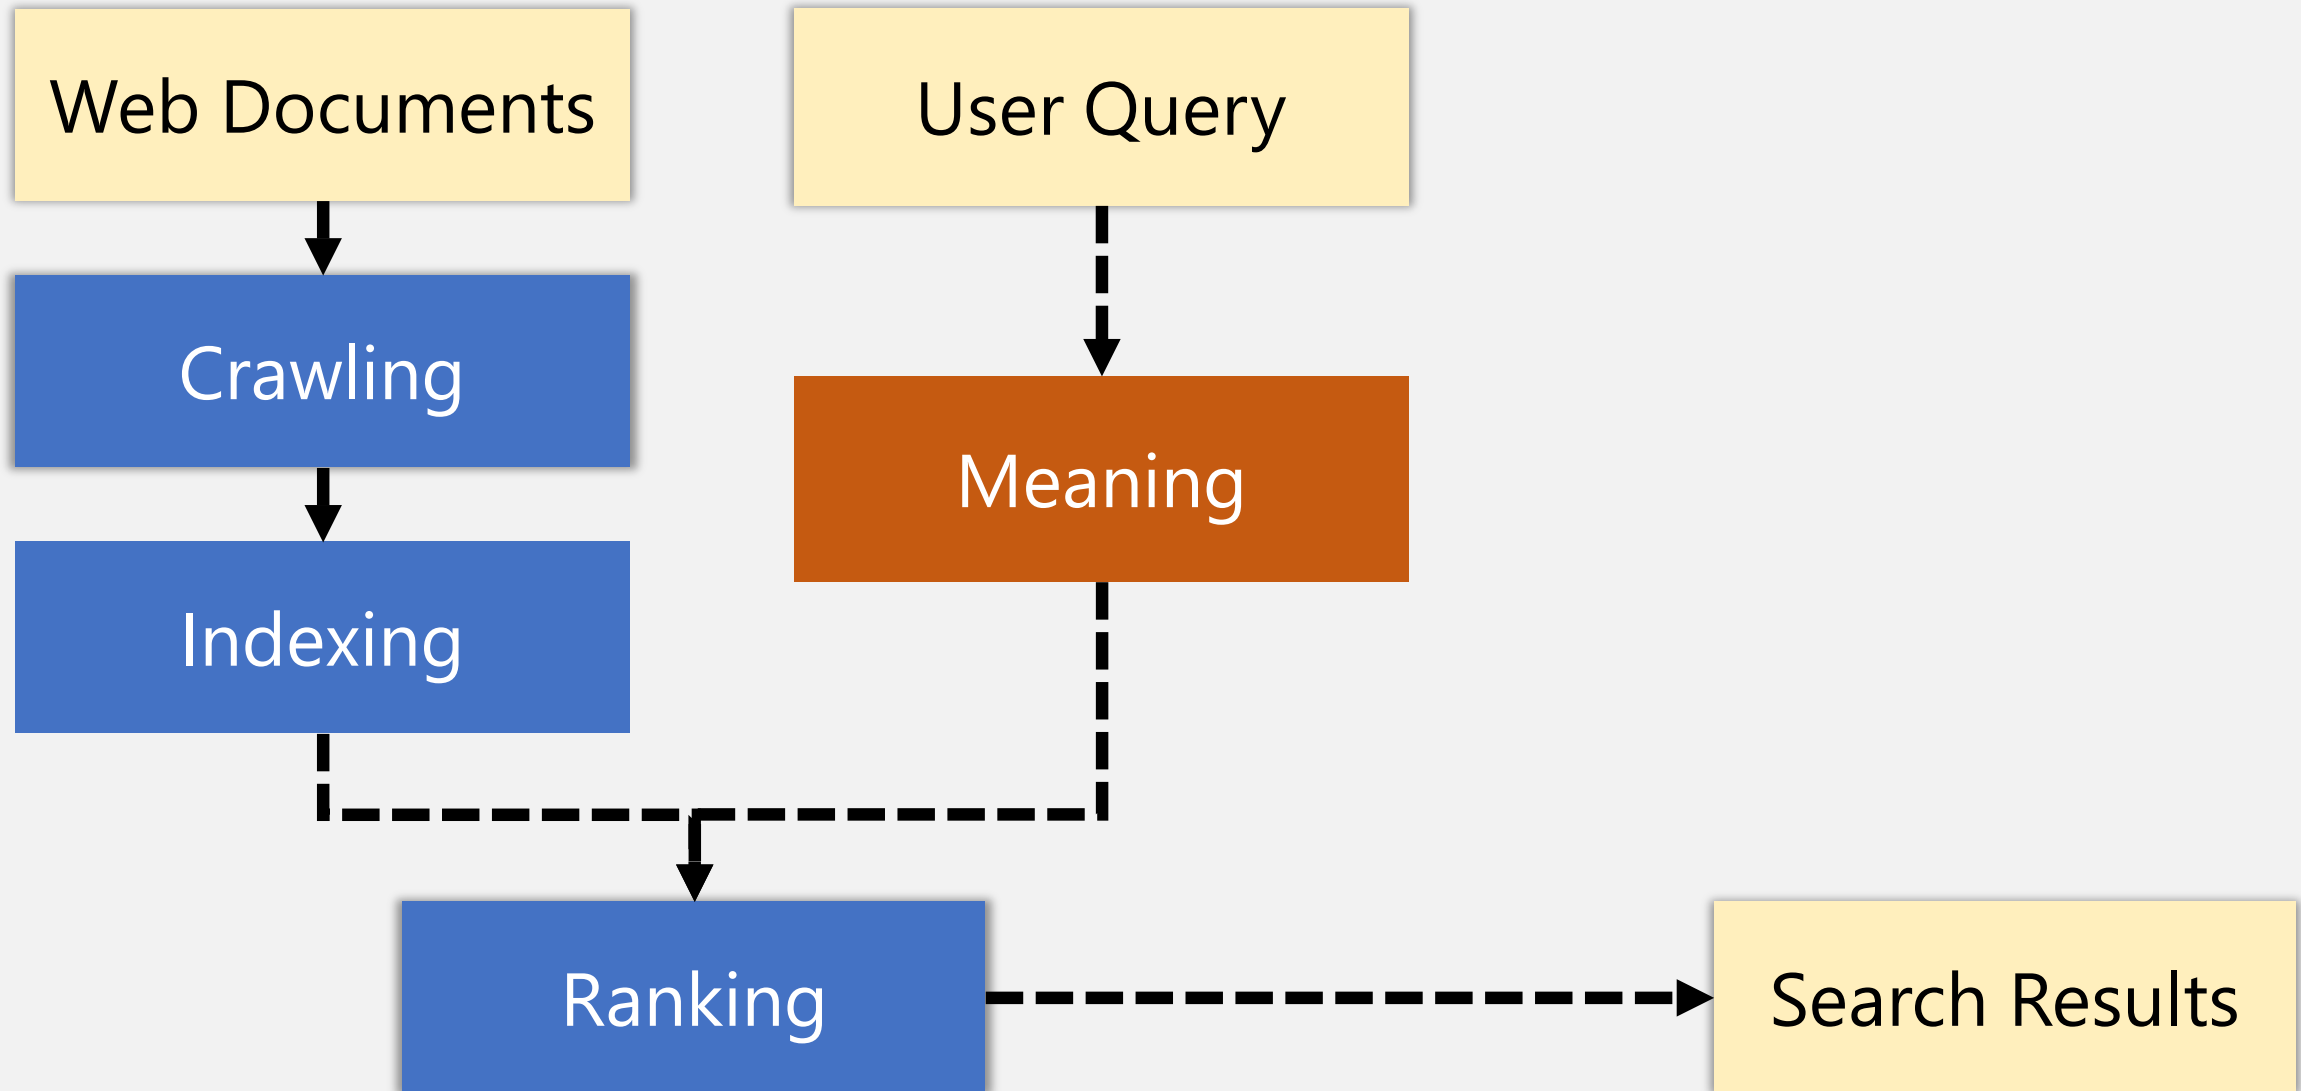 Web Documents
User Query
Crawling
Meaning
Indexing
Ranking
Search Results